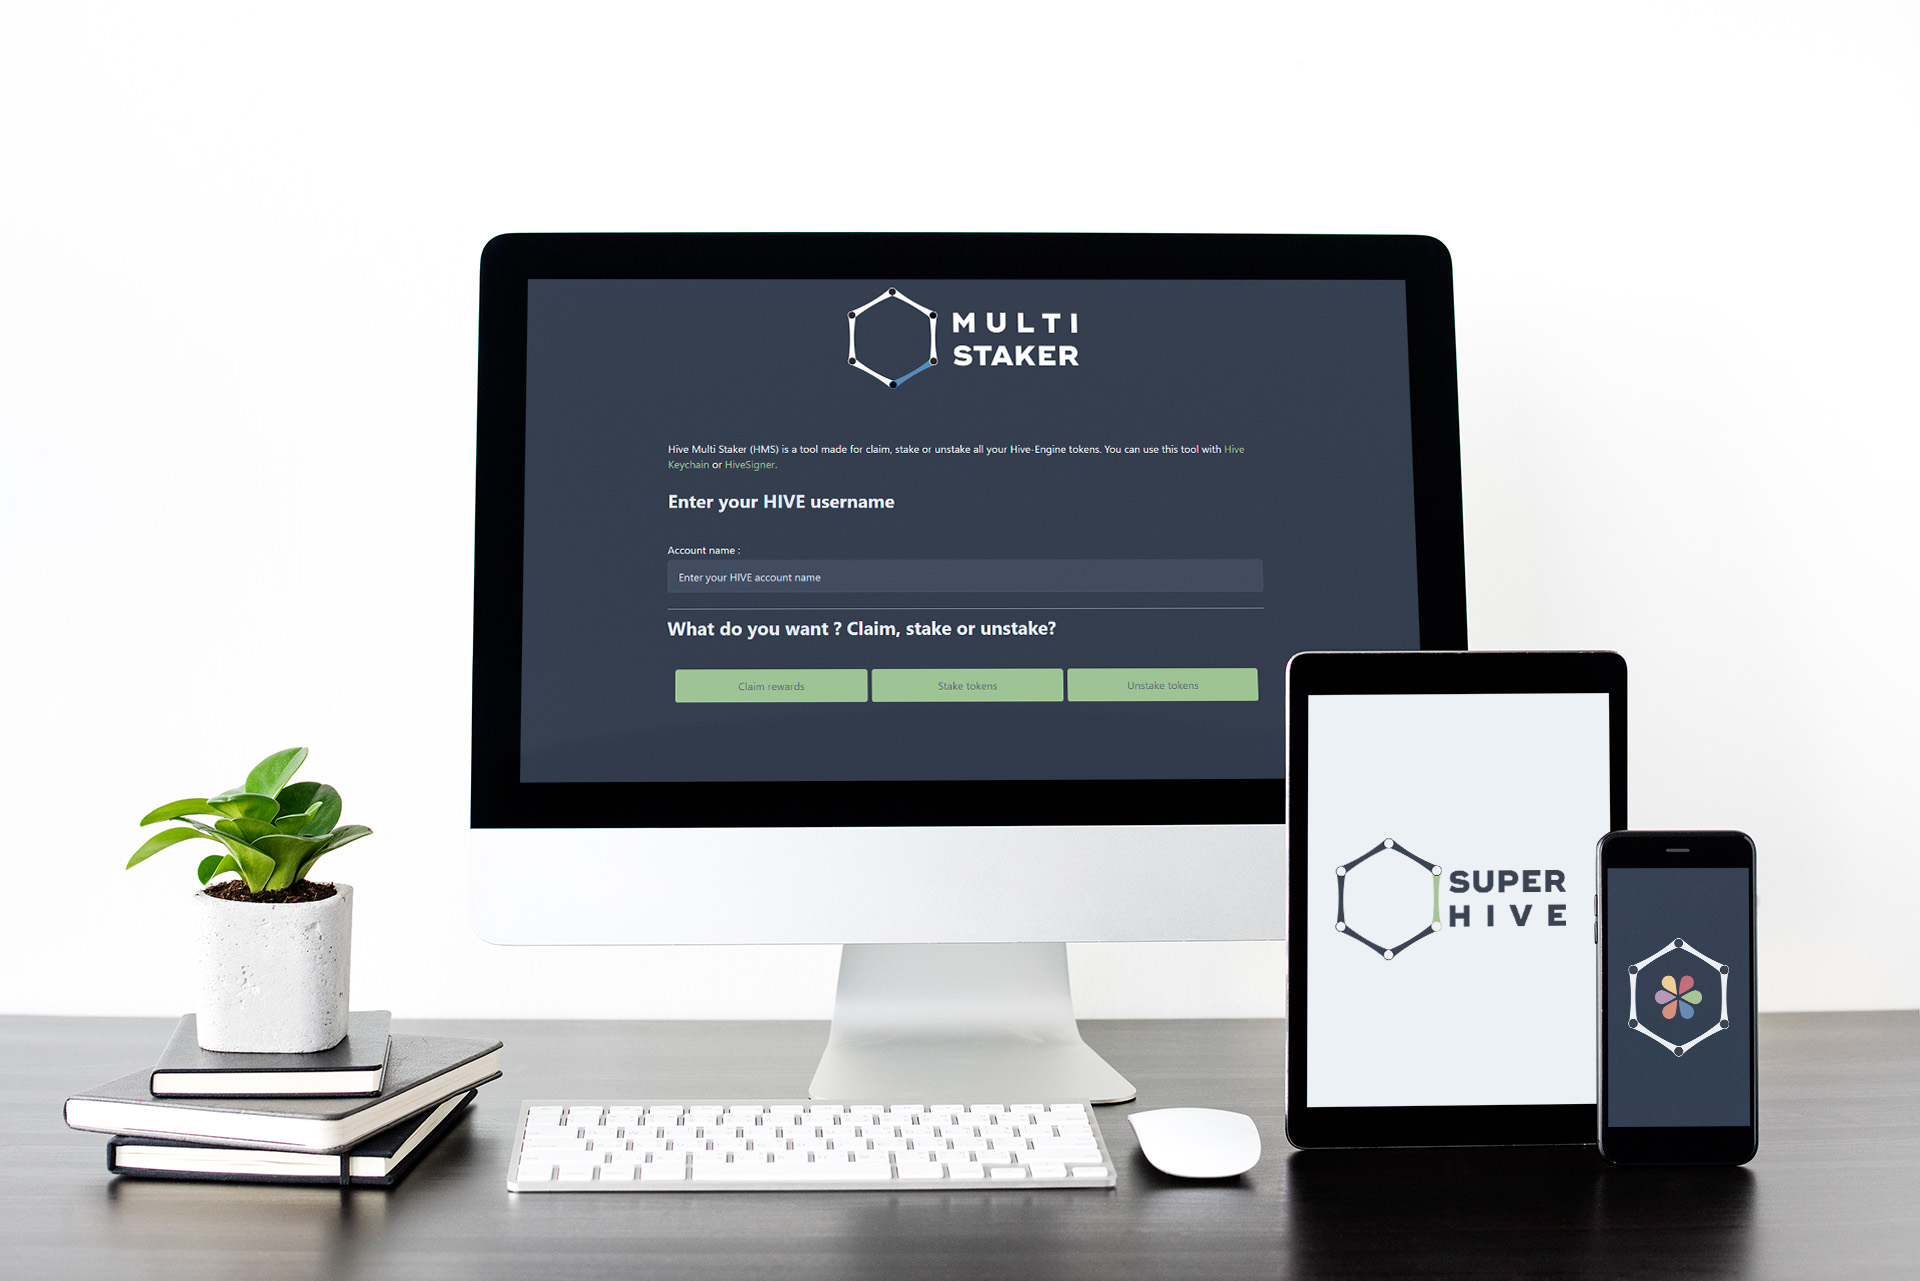 MULTI
STAKER
Hive Multi Staker (HMS) is a tool made for claim, stake or unstake all your Hive-Engine tokens. You can use this tool with Hive
Keychain or HiveSigner.
Enter your HIVE username
Account name :
Enter your HIVE account name
What do you want ? Claim, stake or unstake?
Claim rewards
Stake tokens
Unstake tokens
SUPER
HIVE